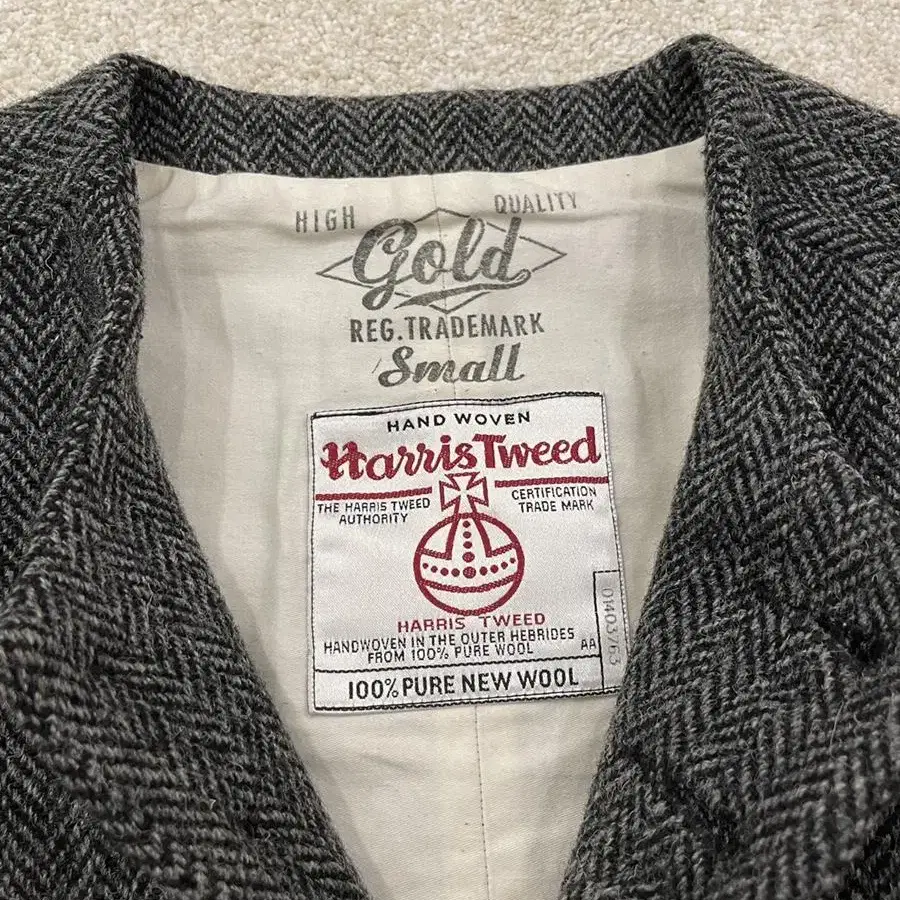 HIGH QUALITY
Gold
REG.TRADEMARK
Small
HAND WOVEN
Harris Tweed
THE HARRIS TWEED
AUTHORITY
CERTIFICATION
TRADE MARK
HARRIS TWEED
HANDWOVEN IN THE OUTER HEBRIDES
FROM 100% PURE WOOL
AA
0403763
100% PURE NEW WOOL